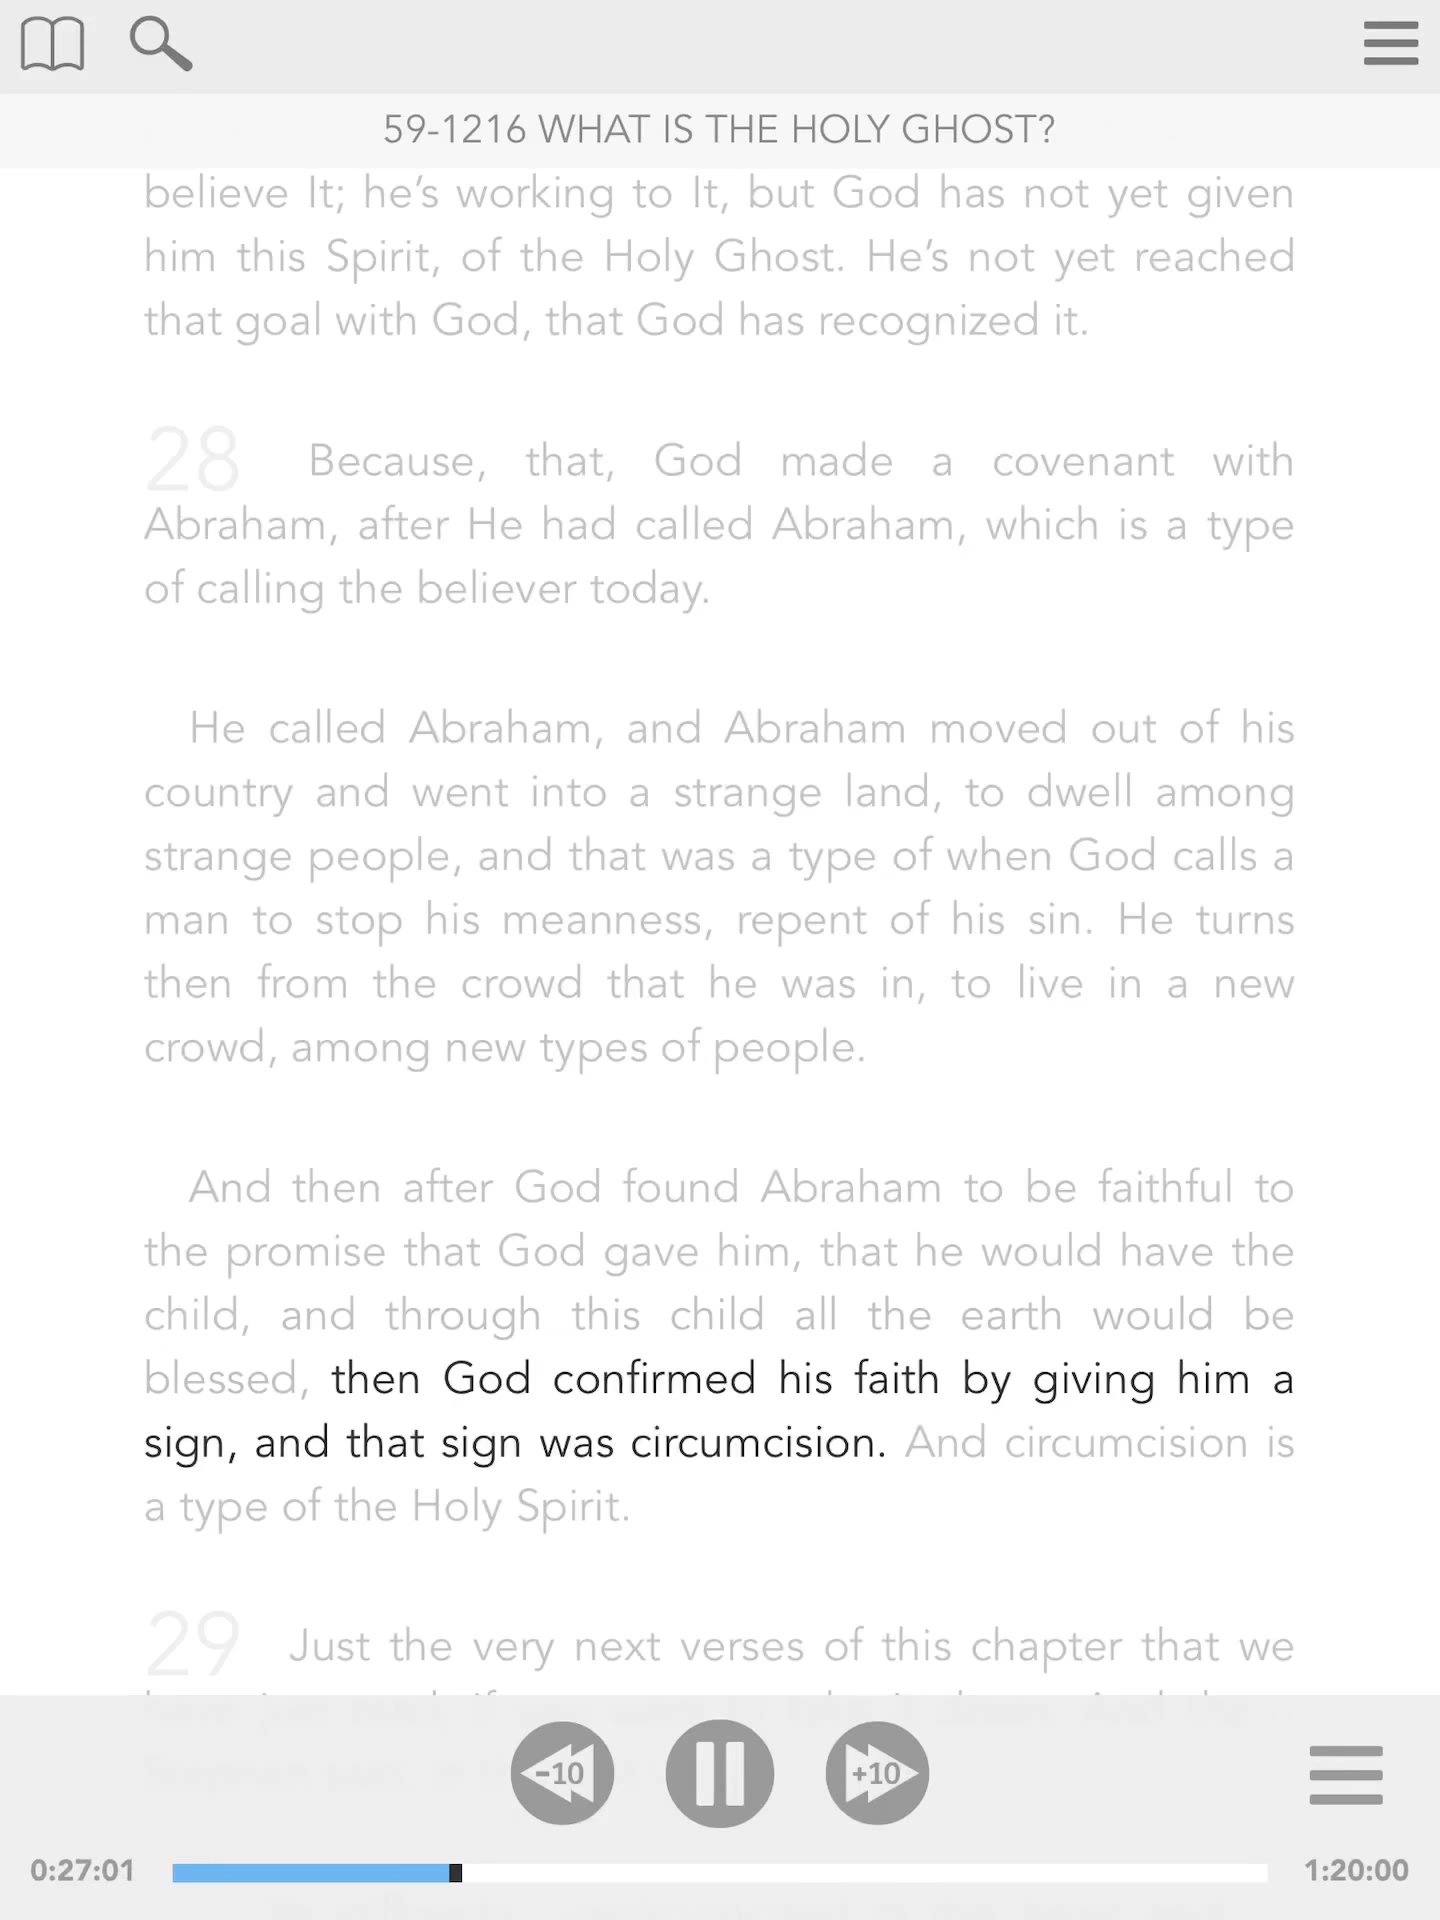 59-1216 WHAT IS THE HOLY GHOST?
believe It; he’s working to It, but God has not yet given
him this Spirit, of the Holy Ghost. He’s not yet reached
that goal with God, that God has recognized it.
28 Because, that, God made a covenant with
Abraham, after He had called Abraham, which is a type
of calling the believer today.
He called Abraham, and Abraham moved out of his
country and went into a strange land, to dwell among
strange people, and that was a type of when God calls a
man to stop his meanness, repent of his sin. He turns
then from the crowd that he was in, to live in a new
crowd, among new types of people.
And then after God found Abraham to be faithful to
the promise that God gave him, that he would have the
child, and through this child all the earth would be
blessed, then God confirmed his faith by giving him a
sign, and that sign was circumcision. And circumcision is
a type of the Holy Spirit.
29 Just the very next verses of this chapter that we
-10 +10
0:27:01 1:20:00